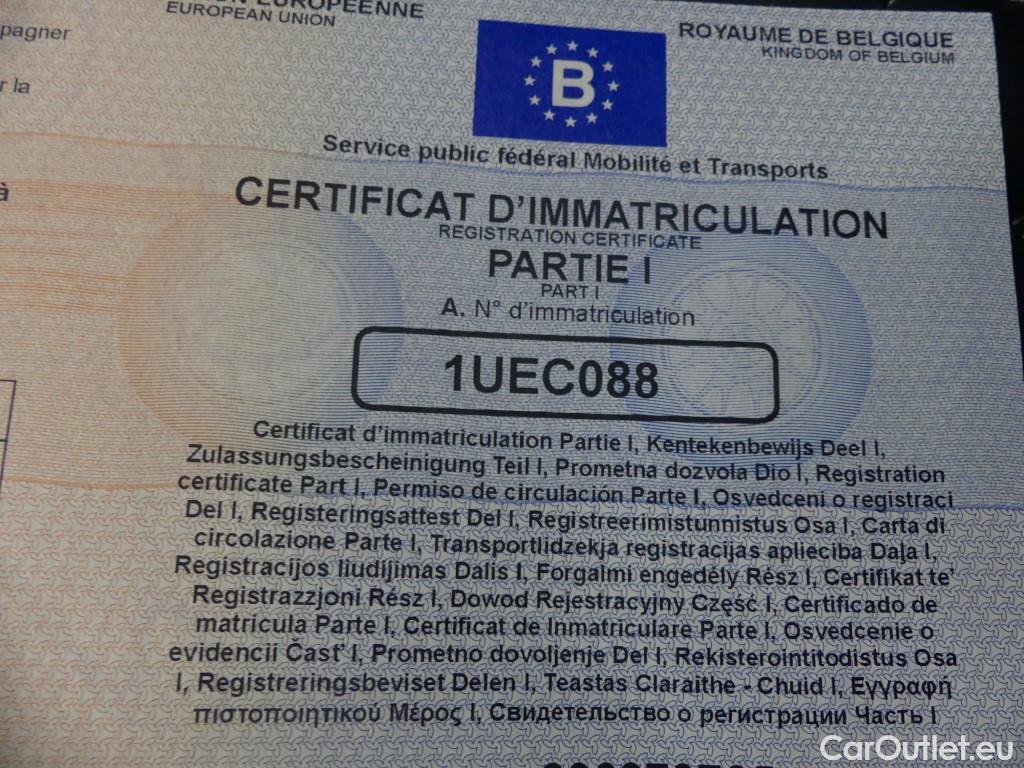 EUROPÉENNE
EUROPEAN UNION
ROYAUME DE BELGIQUE
KINGDOM OF BELGIUM
pagner
r la
à
B
Service public fédéral Mobilité et Transports
CERTIFICAT D'IMMATRICULATION
REGISTRATION CERTIFICATE
PARTIE I
PART I
A. N° d'immatriculation
1UEC088
Certificat d'immatriculation Partie I, Kentekenbewijs Deel I,
Zulassungsbescheinigung Teil I, Prometna dozvola Dio I, Registration
certificate Part I, Permiso de circulación Parte I, Osvedceni o registraci
Del I, Registeringsattest Del I, Registreerimistunnistus Osa I, Carta di
circolazione Parte I, Transportlidzekja registracijas aplieciba Daļa I,
Registracijos liudijimas Dalis I, Forgalmi engedély Rész I, Certifikat te'
Registrazzjoni Rész I, Dowod Rejestracyjny Część I, Certificado de
matricula Parte I, Certificat de Inmatriculare Parte I, Osvedcenie o
evidencii Časť I, Prometno dovoljenje Del I, Rekisterointitodistus Osa
I, Registreringsbeviset Delen I, Teastas Claraithe - Chuid I, Εγγραφή
πιστοποιητικού Μέρος I, Свидетельство о регистрации Часть I
CarOutlet.eu